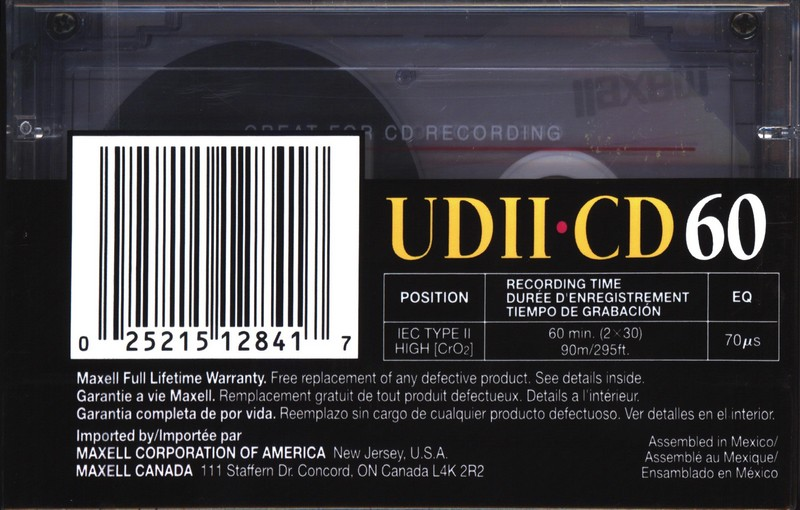 maxell
GREAT FOR CD RECORDING
UDII•CD 60
POSITION
RECORDING TIME
DURÉE D'ENREGISTREMENT
TIEMPO DE GRABACIÓN
EQ
IEC TYPE II
HIGH [CrO2]
60 min. (2×30)
90m/295ft.
70µs
0 25215 12841 7
Maxell Full Lifetime Warranty. Free replacement of any defective product. See details inside.
Garantie a vie Maxell. Remplacement gratuit de tout produit defectueux. Details a l'intérieur.
Garantia completa de por vida. Reemplazo sin cargo de cualquier producto defectuoso. Ver detalles en el interior.
Imported by/Importée par
MAXELL CORPORATION OF AMERICA New Jersey, U.S.A.
MAXELL CANADA 111 Staffern Dr. Concord, ON Canada L4K 2R2
Assembled in Mexico/
Assemblé au Mexique/
Ensamblado en México